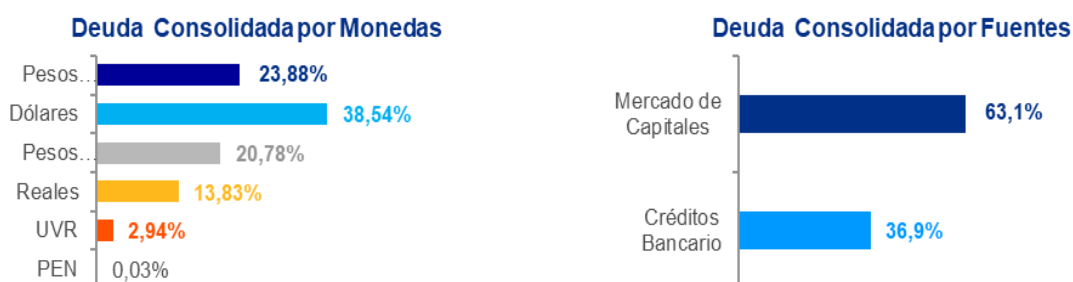 Deuda Consolidada por Monedas
Pesos... 23,88%
Dólares 38,54%
Pesos... 20,78%
Reales 13,83%
UVR 2,94%
PEN 0,03%
Deuda Consolidada por Fuentes
Mercado de
Capitales 63,1%
Créditos
Bancario 36,9%